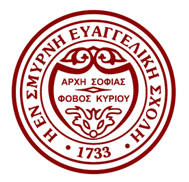 Η ΕΝ ΣΜΥΡΝΗ ΕΥΑΓΓΕΛΙΚΗ ΣΧΟΛΗ
ΑΡΧΗ ΣΟΦΙΑΣ
ΦΟΒΟΣ ΚΥΡΙΟΥ
· 1733 ·